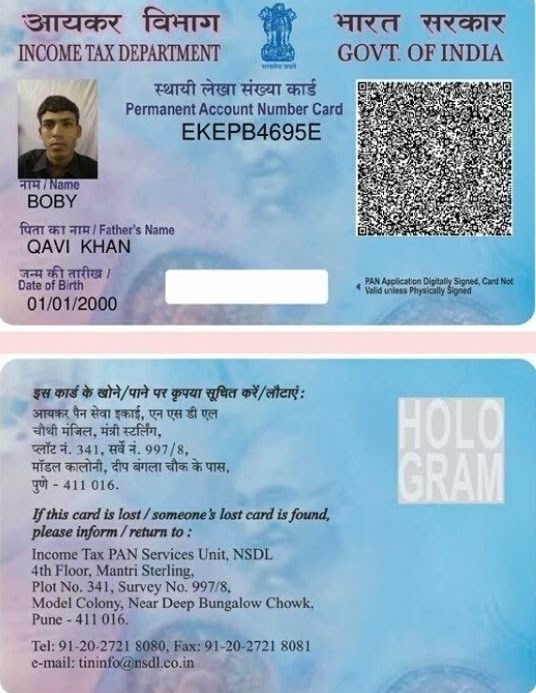 आयकर विभाग
INCOME TAX DEPARTMENT
सत्यमेव जयते
भारत सरकार
GOVT. OF INDIA
स्थायी लेखा संख्या कार्ड
Permanent Account Number Card
EKEPB4695E
नाम / Name
BOBY
पिता का नाम / Father's Name
QAVI KHAN
जन्म की तारीख /
Date of Birth
01/01/2000
PAN Application Digitally Signed, Card Not
Valid unless Physically Signed
इस कार्ड के खोने/पाने पर कृपया सूचित करें/लौटाएं :
आयकर पैन सेवा इकाई, एन एस डी एल
चौथी मंजिल, मंत्री स्टर्लिंग,
प्लॉट नं. 341, सर्वे नं. 997/8,
मॉडल कालोनी, दीप बंगला चौक के पास,
पुणे - 411 016.
If this card is lost / someone's lost card is found,
please inform / return to :
Income Tax PAN Services Unit, NSDL
4th Floor, Mantri Sterling,
Plot No. 341, Survey No. 997/8,
Model Colony, Near Deep Bungalow Chowk,
Pune - 411 016.
Tel: 91-20-2721 8080, Fax: 91-20-2721 8081
e-mail: tininfo@nsdl.co.in
HOLO
GRAM